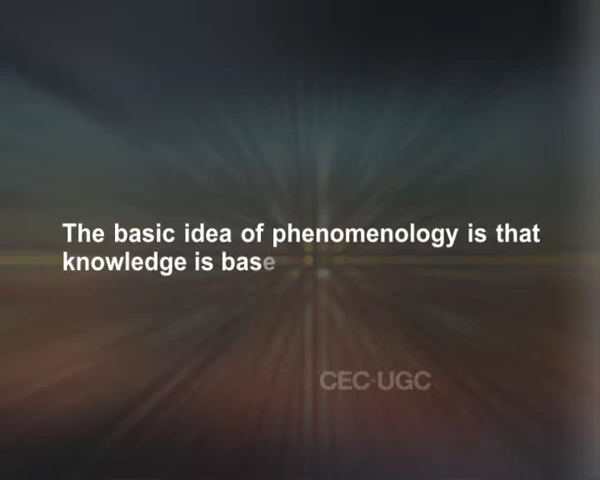 The basic idea of phenomenology is that
knowledge is base
CEC-UGC